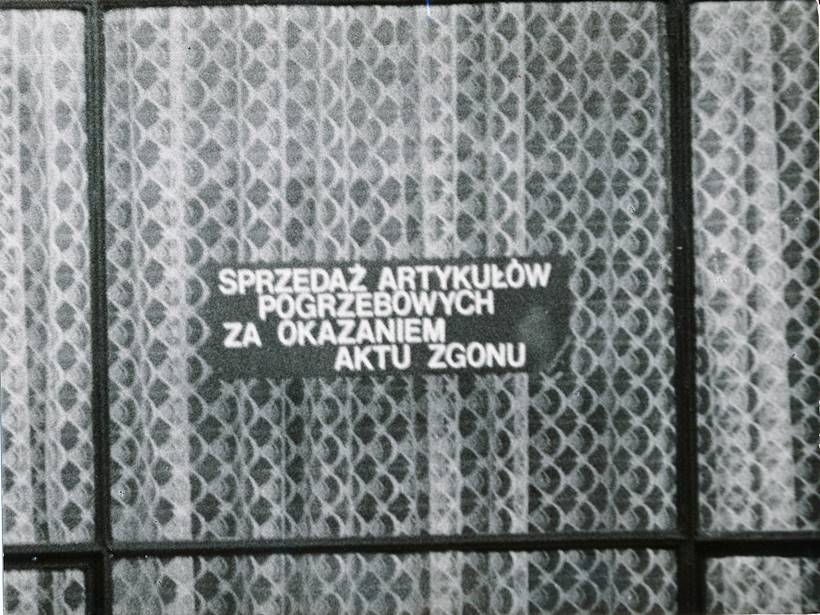 SPRZEDAŻ ARTYKUŁÓW
POGRZEBOWYCH
ZA OKAZANIEM
AKTU ZGONU